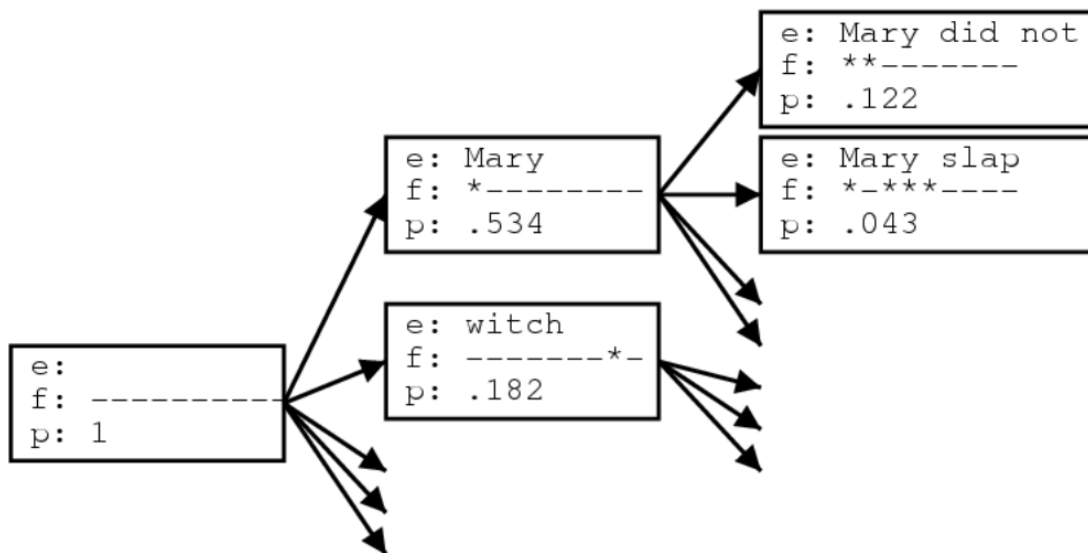 e: Mary did not
f: **-------
p: .122
e: Mary
f: *--------
p: .534
e: Mary slap
f: *-***----
p: .043
e: witch
f: -------*-
p: .182
e:
f: ----------
p: 1